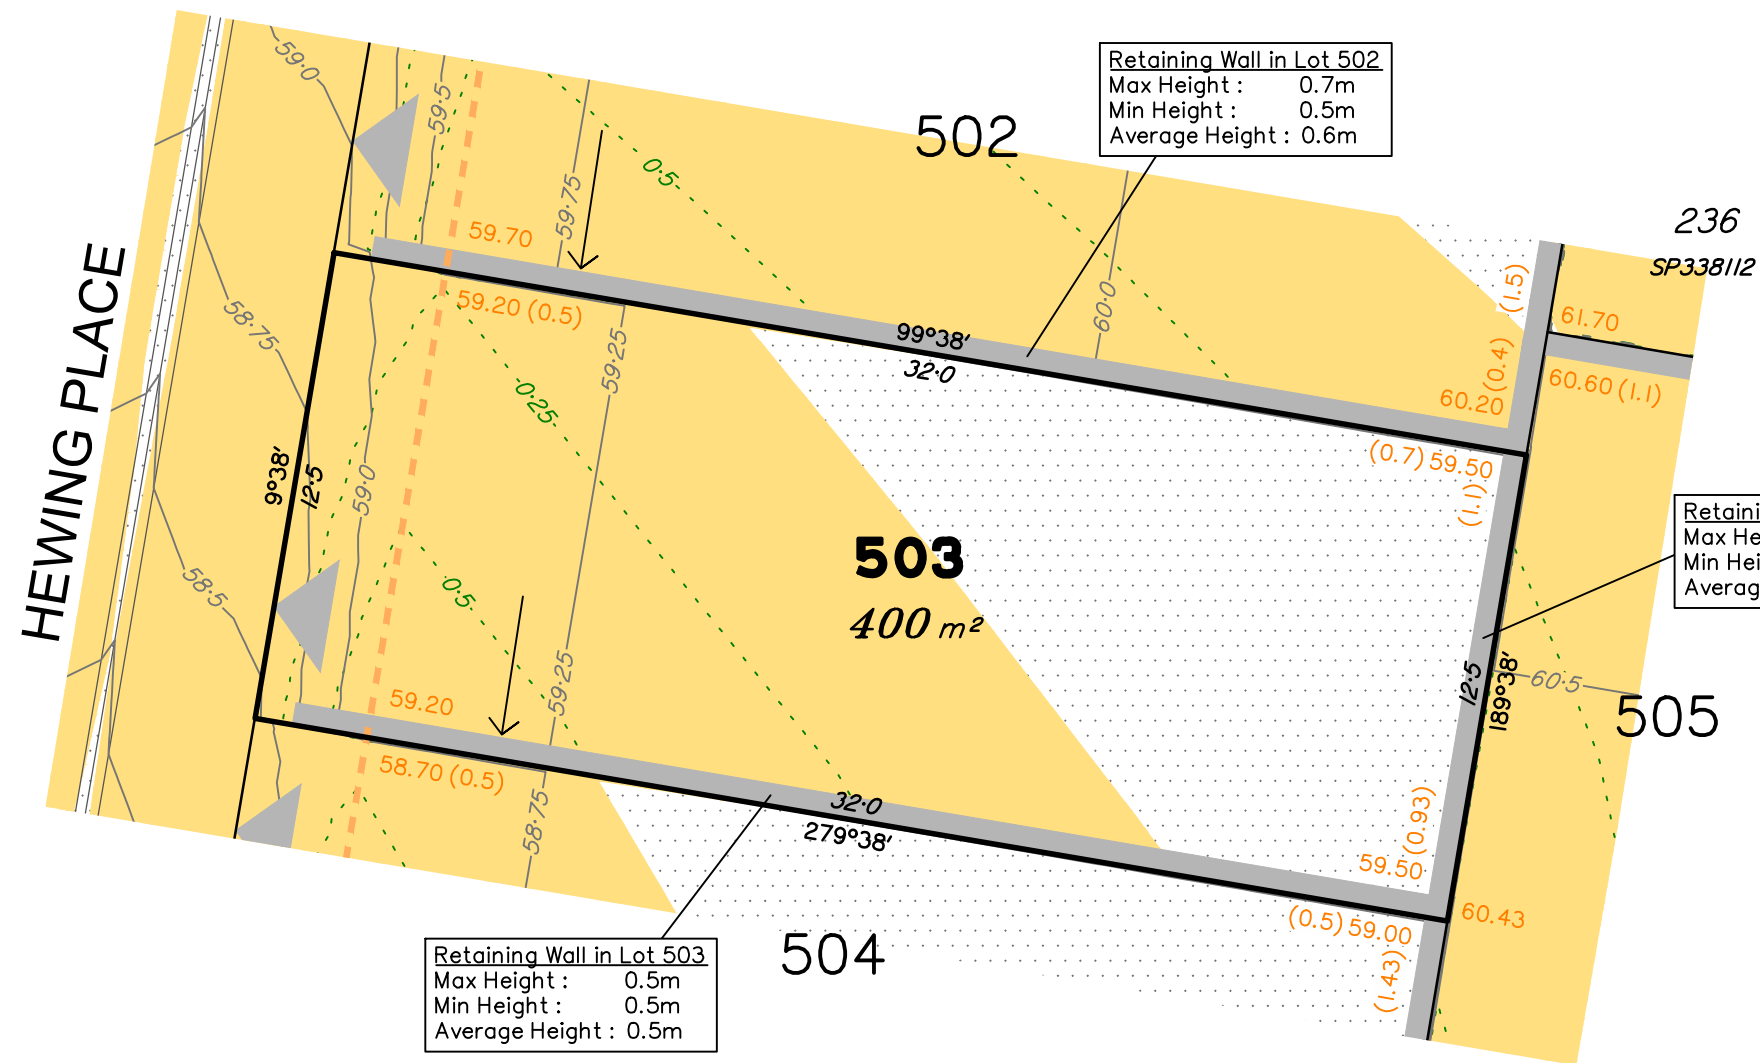 Retaining Wall in Lot 502
Max Height : 0.7m
Min Height : 0.5m
Average Height : 0.6m
502
236
SP338112
HEWING PLACE
59·0
59·5
59·75
0·5
60·0
59.70
59.20 (0.5)
58·75
59·25
0·25
99°38'
32·0
(1.5)
61.70
(0.4)
60.20
60.60 (1.1)
(0.7) 59.50
(1.1)
9°38'
12·5
59·0
58·5
0·5
503
400 m²
Retaini
Max He
Min Hei
Averag
12·5
189°38'
60·5
505
59·25
59.20
58.70 (0.5)
58·75
32·0
279°38'
(0.93)
59.50
60.43
(0.5) 59.00
(1.43)
504
Retaining Wall in Lot 503
Max Height : 0.5m
Min Height : 0.5m
Average Height : 0.5m